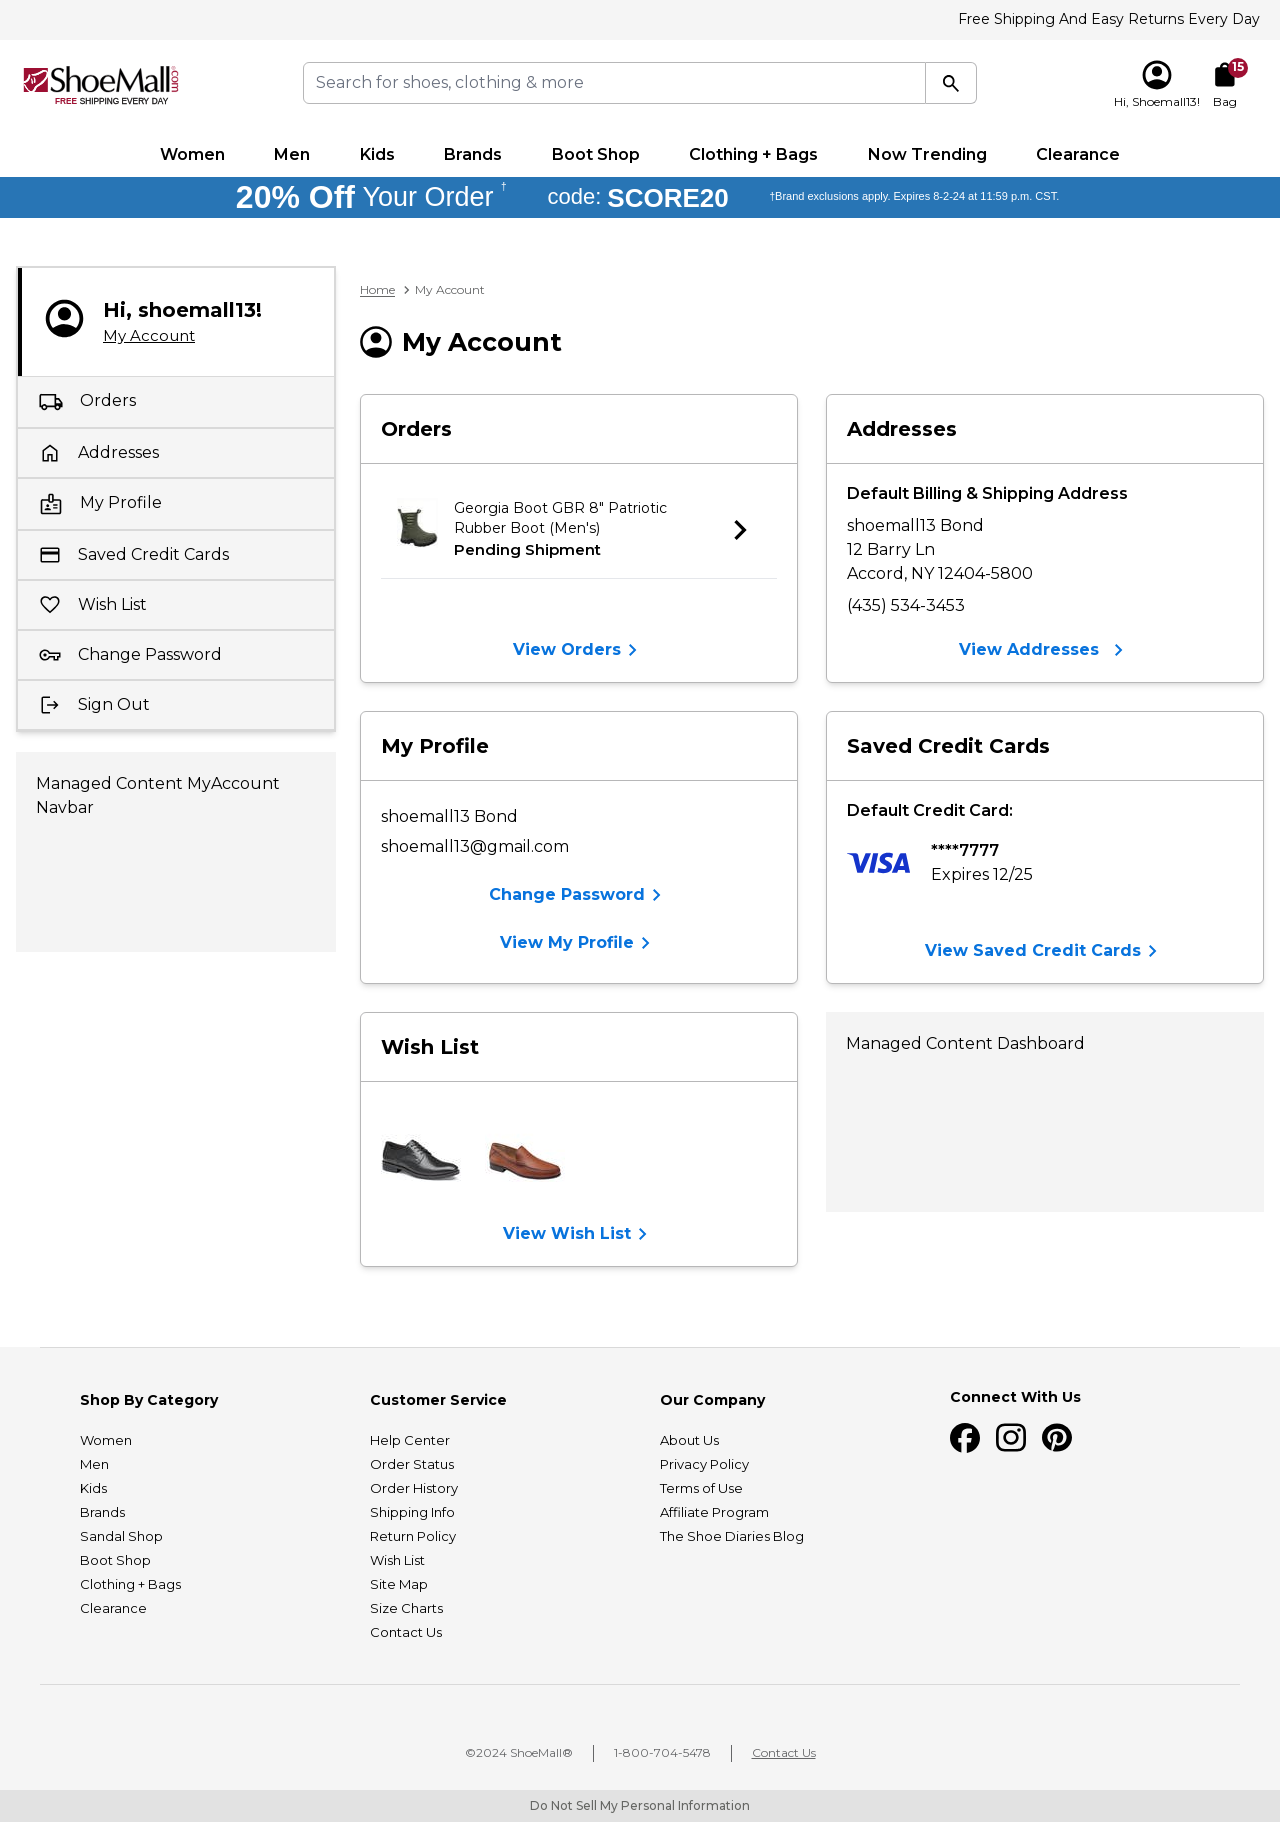 Free Shipping And Easy Returns Every Day
ShoeMall®.com
FREE SHIPPING EVERY DAY
Search for shoes, clothing & more
15
Hi, Shoemall13!
Bag
Women Men Kids Brands Boot Shop Clothing + Bags Now Trending Clearance
20% Off Your Order † code: SCORE20 †Brand exclusions apply. Expires 8-2-24 at 11:59 p.m. CST.
Hi, shoemall13!
My Account
Orders
Addresses
My Profile
Saved Credit Cards
Wish List
Change Password
Sign Out
Managed Content MyAccount
Navbar
Home > My Account
My Account
Orders
Georgia Boot GBR 8" Patriotic
Rubber Boot (Men's)
Pending Shipment
View Orders
Addresses
Default Billing & Shipping Address
shoemall13 Bond
12 Barry Ln
Accord, NY 12404-5800
(435) 534-3453
View Addresses
My Profile
shoemall13 Bond
shoemall13@gmail.com
Change Password
View My Profile
Saved Credit Cards
Default Credit Card:
VISA
****7777
Expires 12/25
View Saved Credit Cards
Wish List
View Wish List
Managed Content Dashboard
Shop By Category
Women
Men
Kids
Brands
Sandal Shop
Boot Shop
Clothing + Bags
Clearance
Customer Service
Help Center
Order Status
Order History
Shipping Info
Return Policy
Wish List
Site Map
Size Charts
Contact Us
Our Company
About Us
Privacy Policy
Terms of Use
Affiliate Program
The Shoe Diaries Blog
Connect With Us
©2024 ShoeMall® 1-800-704-5478 Contact Us
Do Not Sell My Personal Information